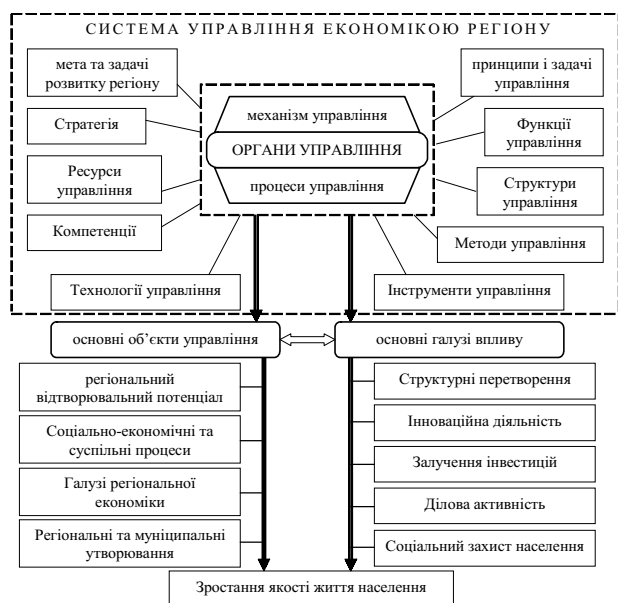 СИСТЕМА УПРАВЛІННЯ ЕКОНОМІКОЮ РЕГІОНУ
мета та задачі
розвитку регіону
принципи і задачі
управління
механізм управління
Стратегія
ОРГАНИ УПРАВЛІННЯ
Функції
управління
Ресурси
управління
процеси управління
Структури
управління
Компетенції
Методи управління
Технології управління
Інструменти управління
основні об’єкти управління
основні галузі впливу
регіональний
відтворювальний потенціал
Соціально-економічні та
суспільні процеси
Галузі регіональної
економіки
Регіональні та муніципальні
утворювання
Структурні перетворення
Інноваційна діяльність
Залучення інвестицій
Ділова активність
Соціальний захист населення
Зростання якості життя населення